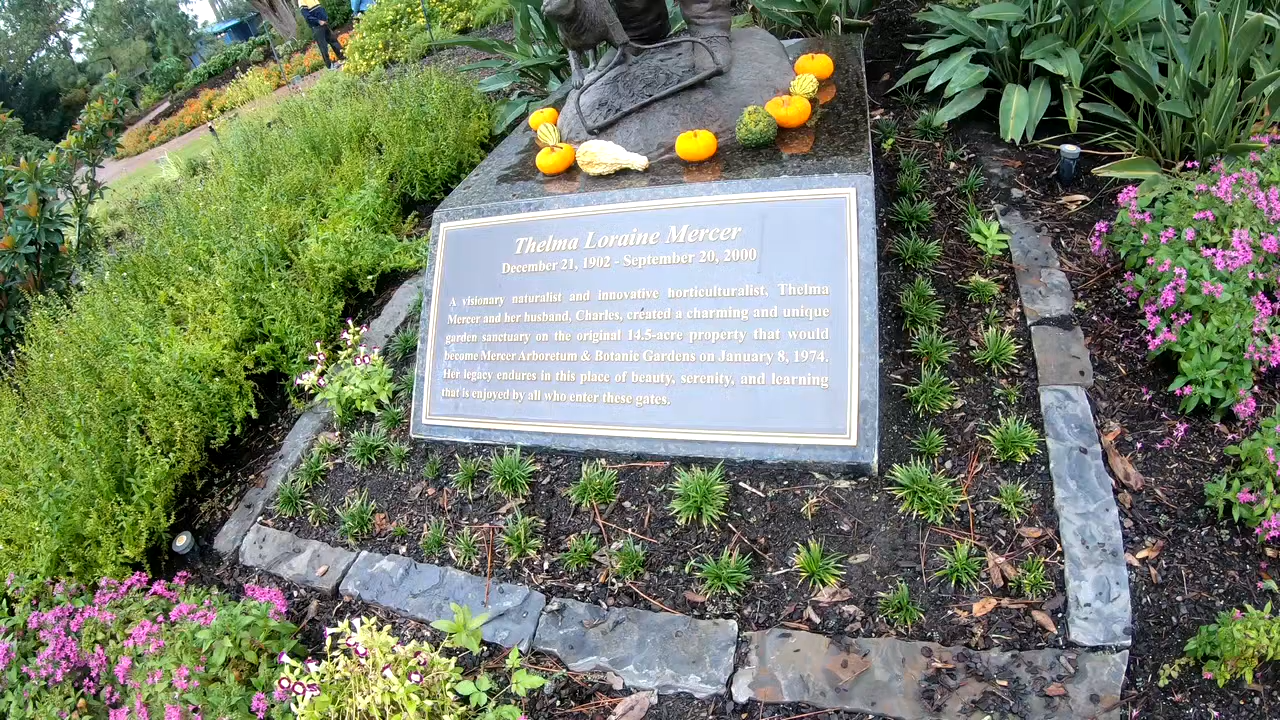 Thelma Loraine Mercer
December 21, 1902 - September 20, 2000
A visionary naturalist and innovative horticulturalist, Thelma
Mercer and her husband, Charles, created a charming and unique
garden sanctuary on the original 14.5-acre property that would
become Mercer Arboretum & Botanic Gardens on January 8, 1974.
Her legacy endures in this place of beauty, serenity, and learning
that is enjoyed by all who enter these gates.